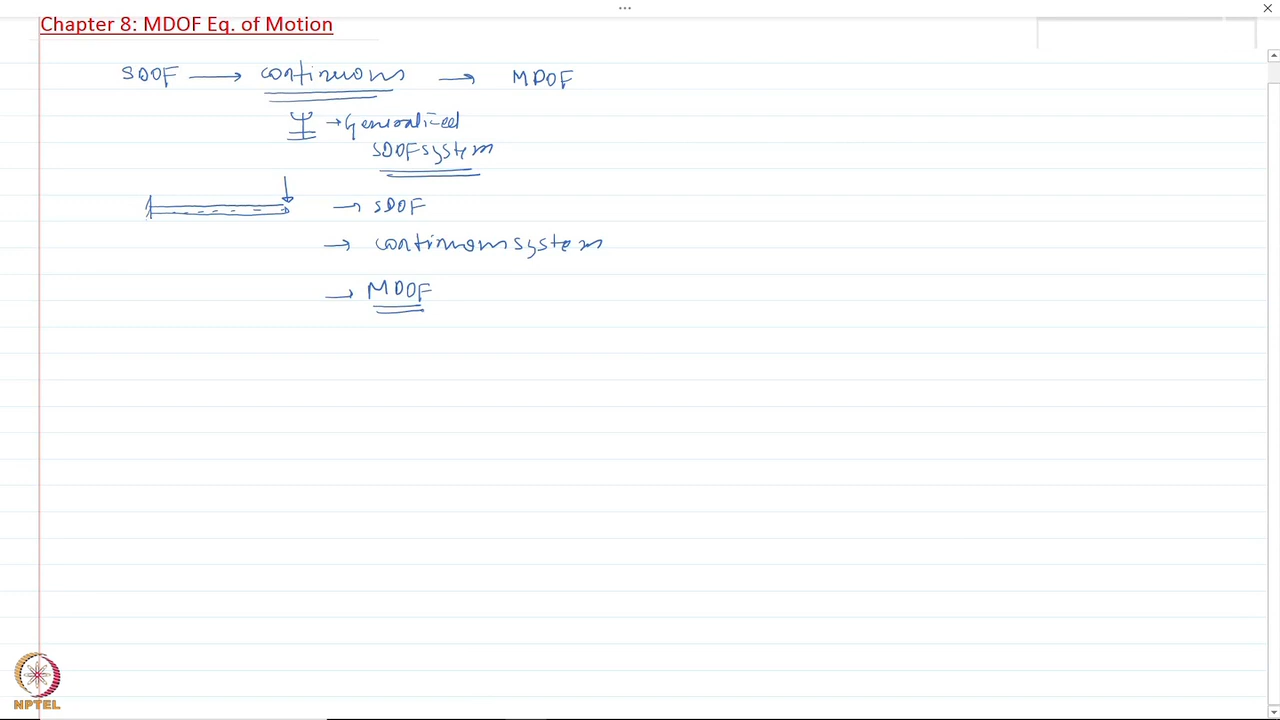 Chapter 8: MDOF Eq. of Motion
SDOF → continuous → MDOF
ψ → Generalized
SDOF system
→ SDOF
→ continuous system
→ MDOF
NPTEL